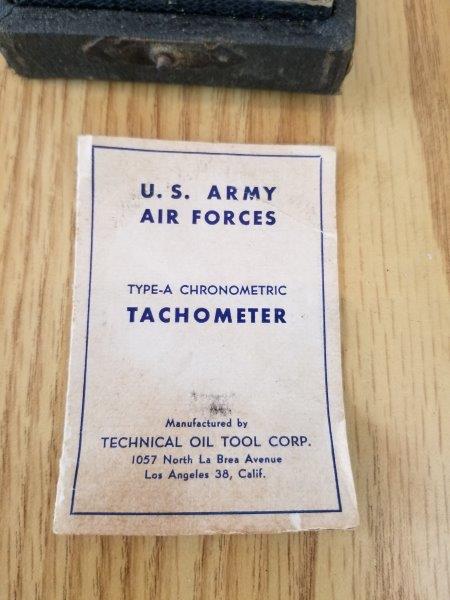 U.S. ARMY
AIR FORCES
TYPE-A CHRONOMETRIC
TACHOMETER
Manufactured by
TECHNICAL OIL TOOL CORP.
1057 North La Brea Avenue
Los Angeles 38, Calif.